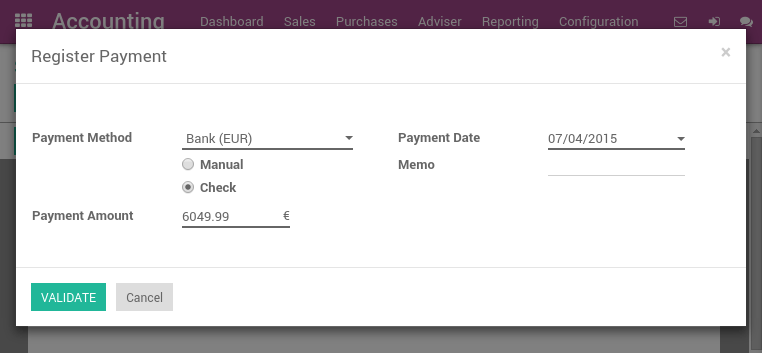 Accounting Dashboard Sales Purchases Adviser Reporting Configuration
Register Payment ×
Payment Method Bank (EUR) Payment Date 07/04/2015
Manual Memo
Check
Payment Amount 6049.99 €
VALIDATE Cancel